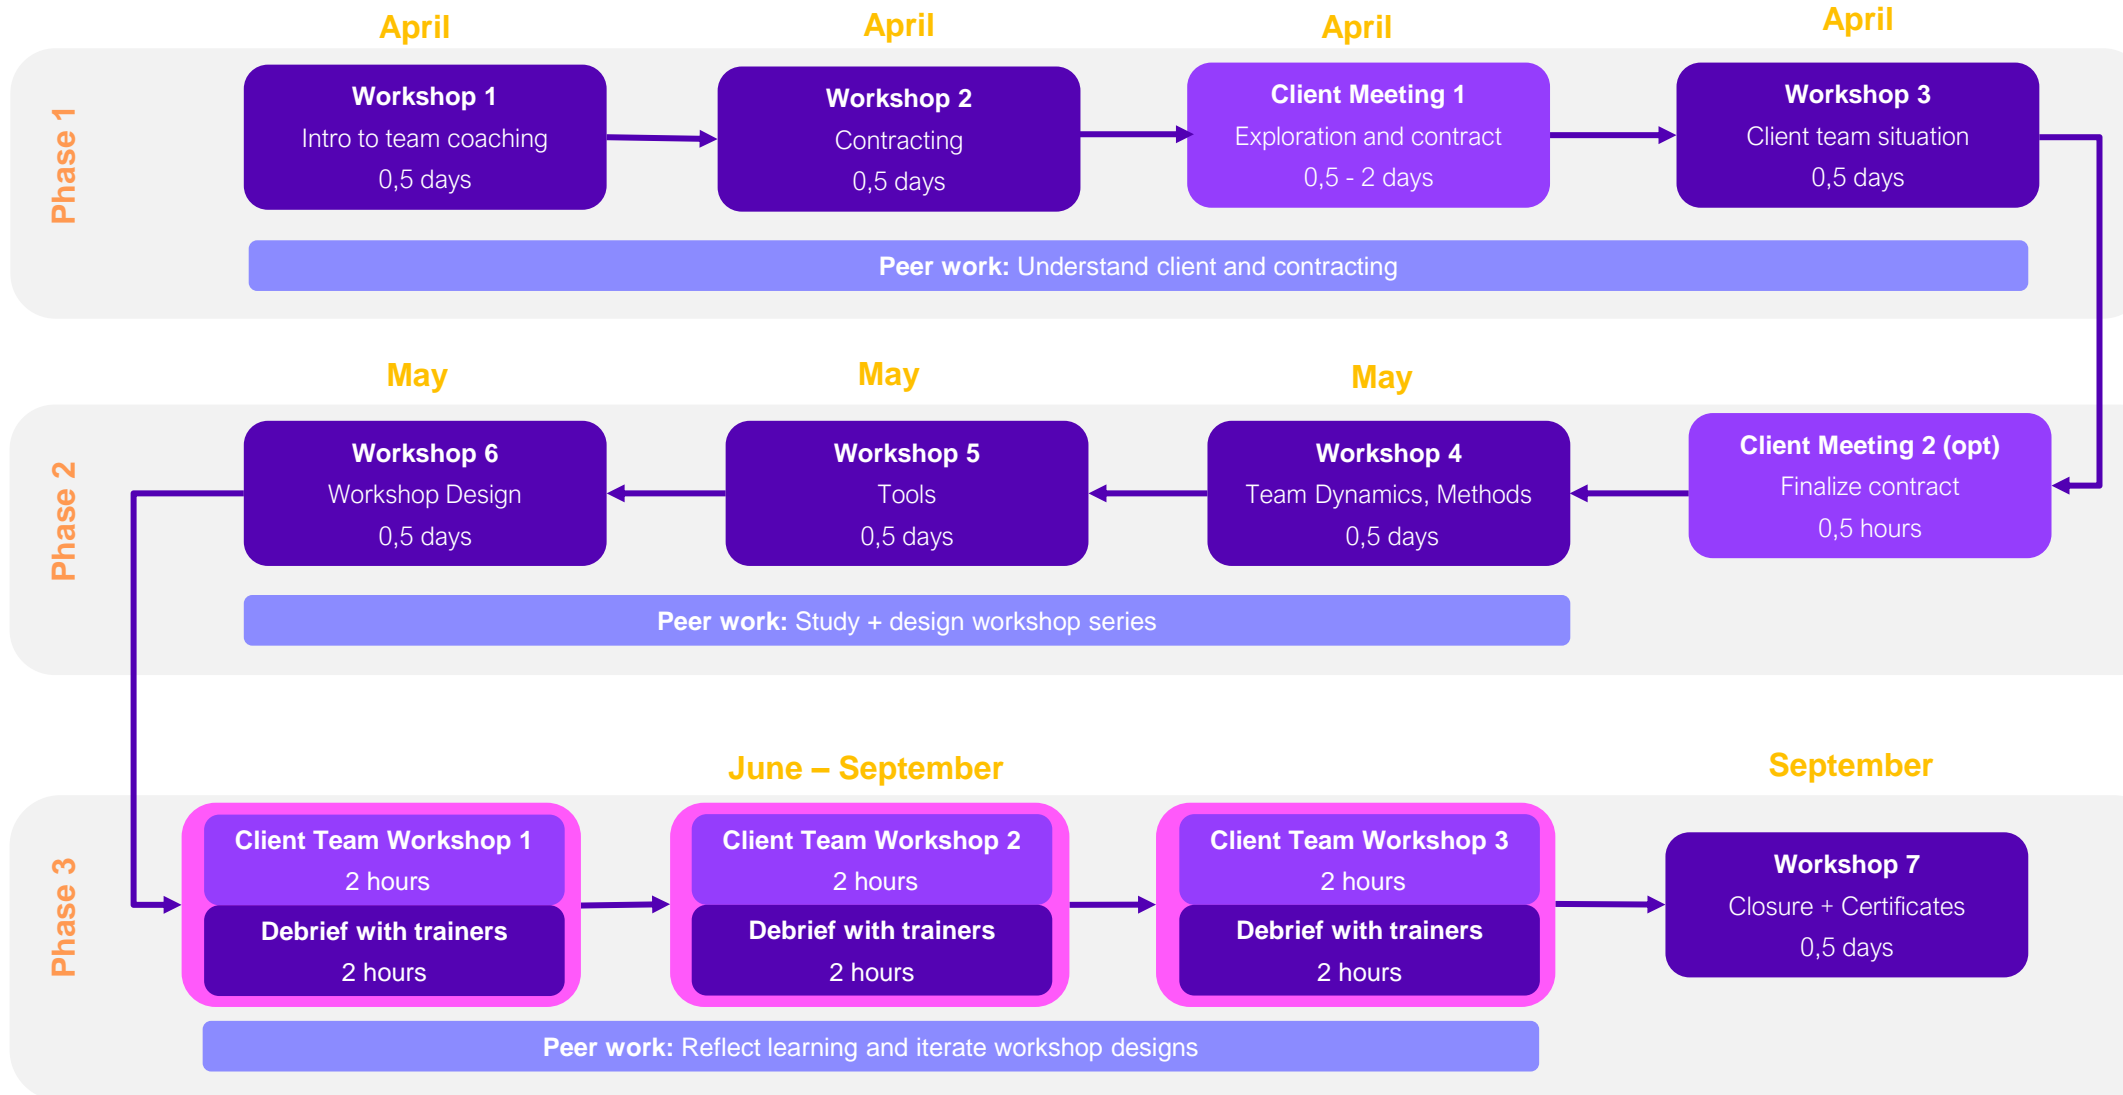 April
April
April
April
Phase 1
Workshop 1
Intro to team coaching
0,5 days
Workshop 2
Contracting
0,5 days
Client Meeting 1
Exploration and contract
0,5 - 2 days
Workshop 3
Client team situation
0,5 days
Peer work: Understand client and contracting
May
May
May
Phase 2
Workshop 6
Workshop Design
0,5 days
Workshop 5
Tools
0,5 days
Workshop 4
Team Dynamics, Methods
0,5 days
Client Meeting 2 (opt)
Finalize contract
0,5 hours
Peer work: Study + design workshop series
June – September
September
Phase 3
Client Team Workshop 1
2 hours
Debrief with trainers
2 hours
Client Team Workshop 2
2 hours
Debrief with trainers
2 hours
Client Team Workshop 3
2 hours
Debrief with trainers
2 hours
Workshop 7
Closure + Certificates
0,5 days
Peer work: Reflect learning and iterate workshop designs